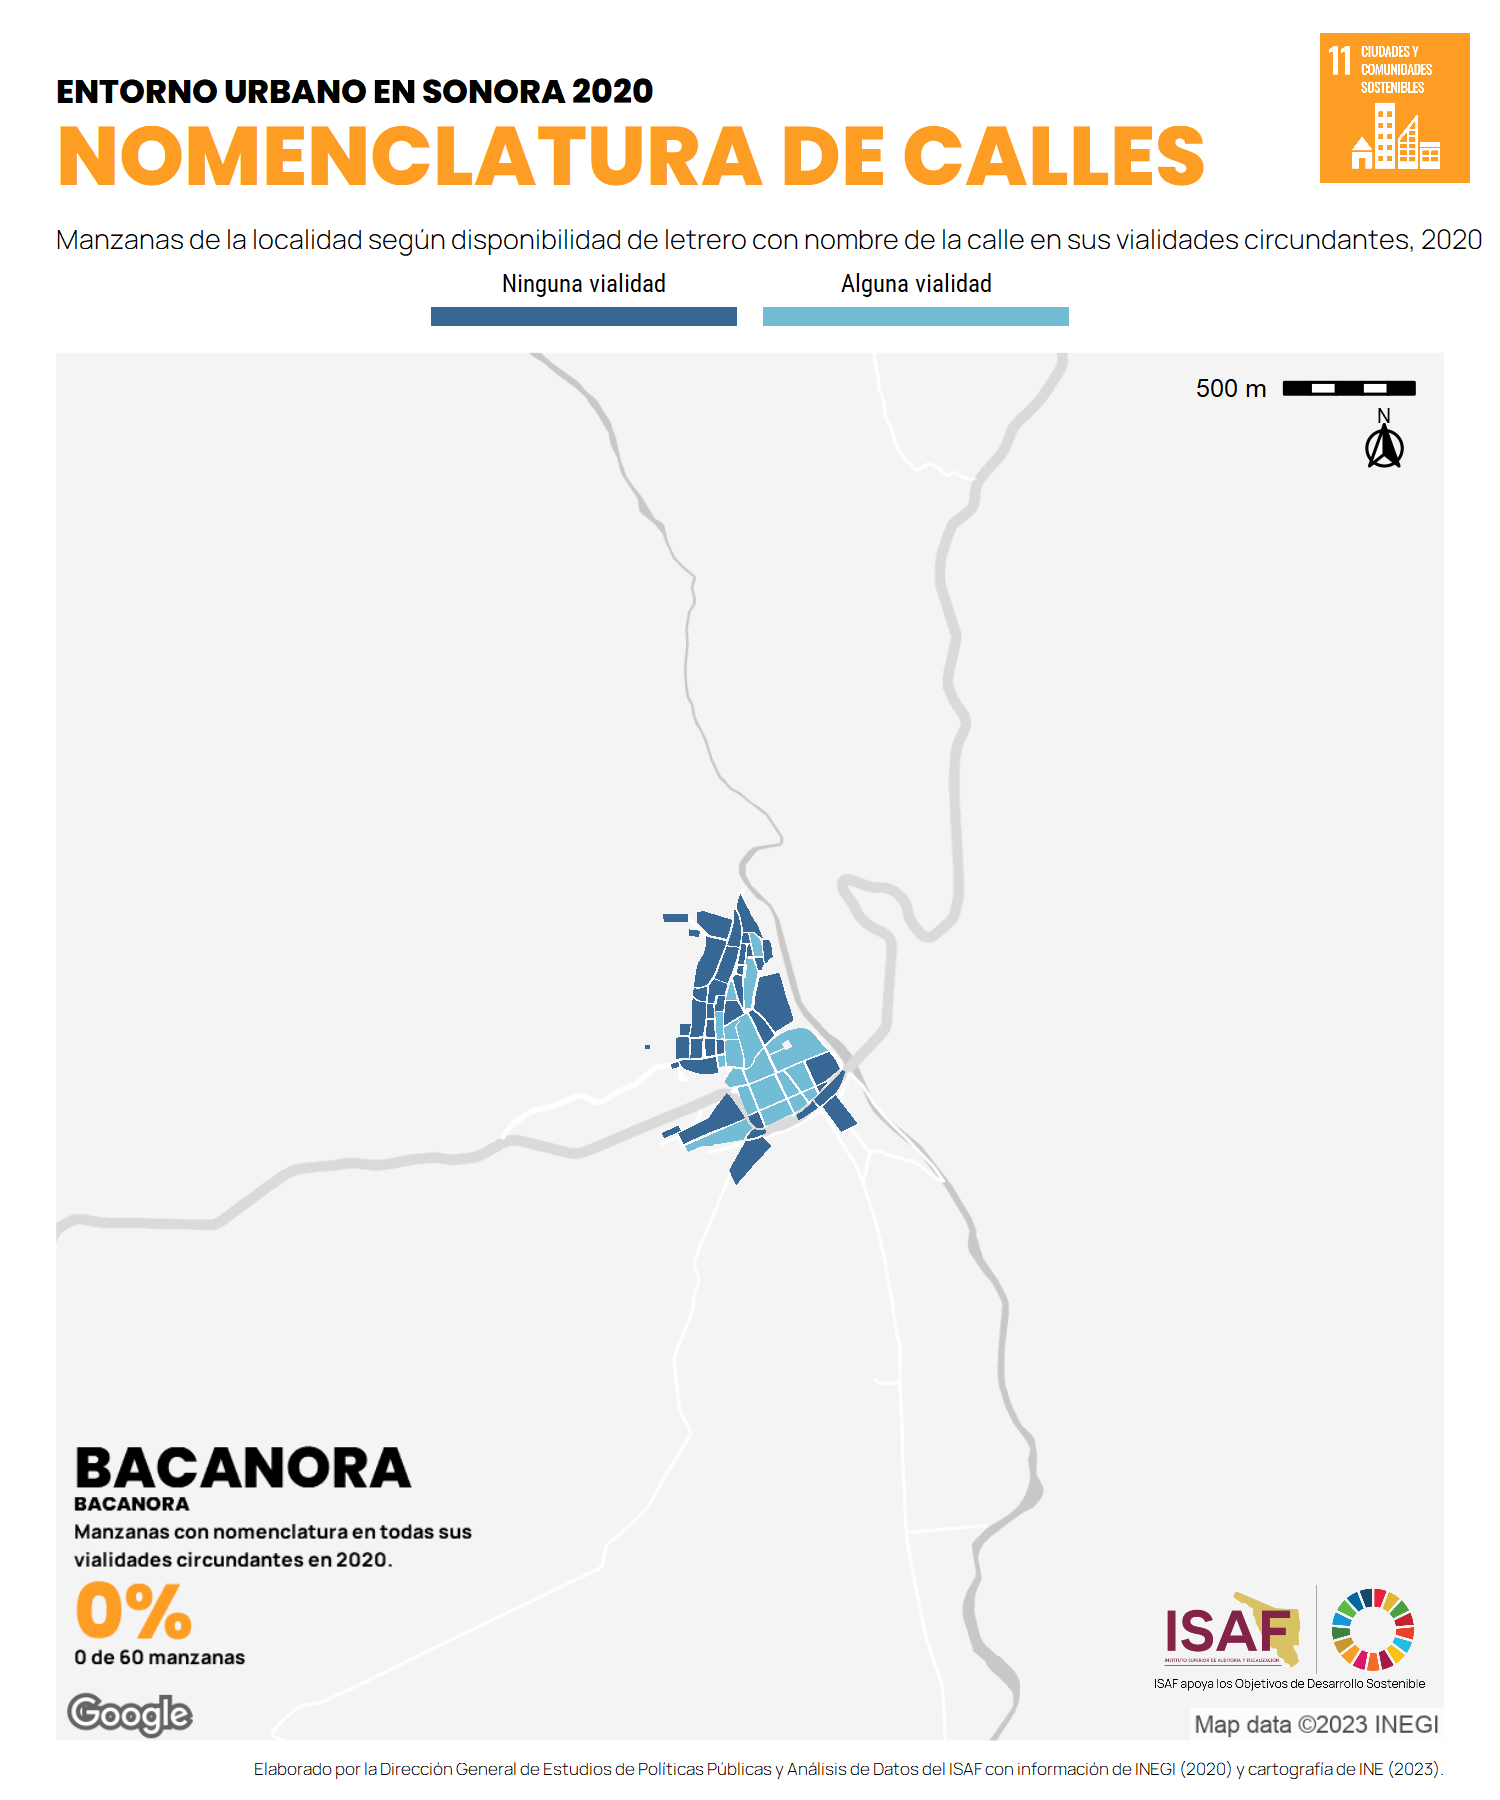 ENTORNO URBANO EN SONORA 2020
NOMENCLATURA DE CALLES
11 CIUDADES Y
COMUNIDADES
SOSTENIBLES
Manzanas de la localidad según disponibilidad de letrero con nombre de la calle en sus vialidades circundantes, 2020
Ninguna vialidad
Alguna vialidad
500 m
N
BACANORA
BACANORA
Manzanas con nomenclatura en todas sus
vialidades circundantes en 2020.
0%
0 de 60 manzanas
Google
ISAF
INSTITUTO SUPERIOR DE AUDITORÍA Y FISCALIZACIÓN
ISAF apoya los Objetivos de Desarrollo Sostenible
Map data ©2023 INEGI
Elaborado por la Dirección General de Estudios de Políticas Públicas y Análisis de Datos del ISAF con información de INEGI (2020) y cartografía de INE (2023).